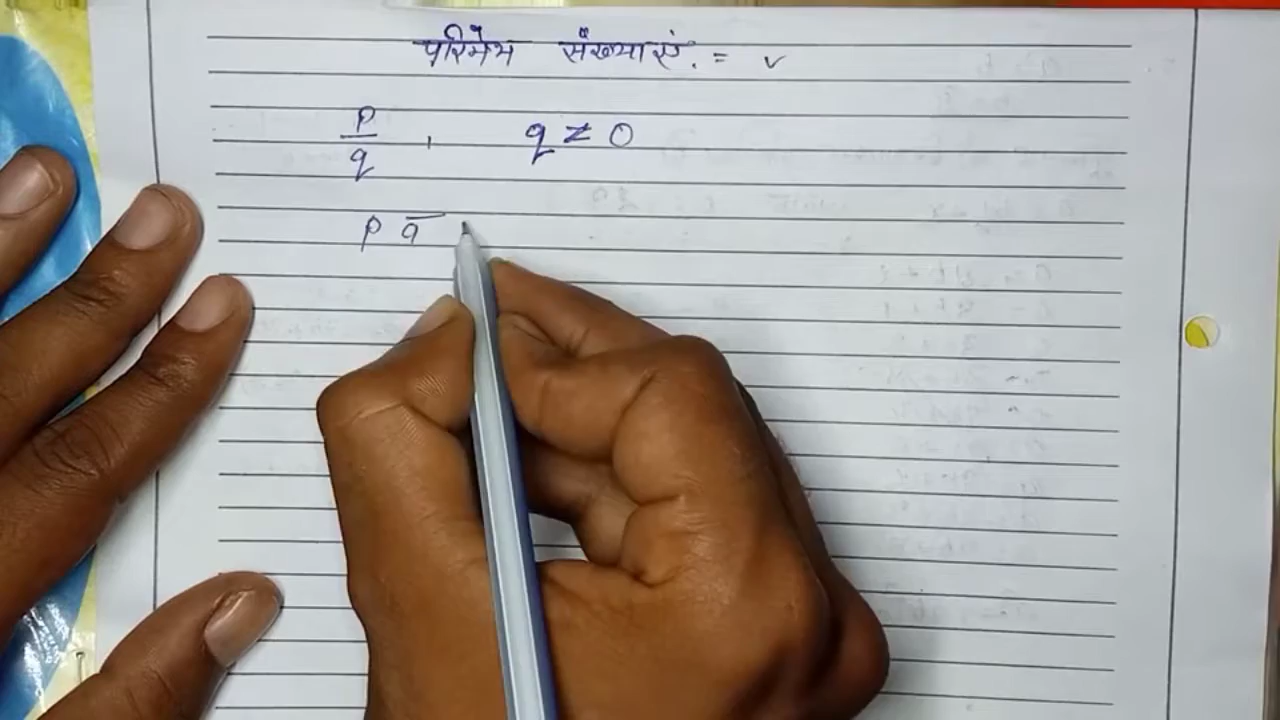 परिमेय संख्याएं. = v
p/q , q ≠ 0
p व